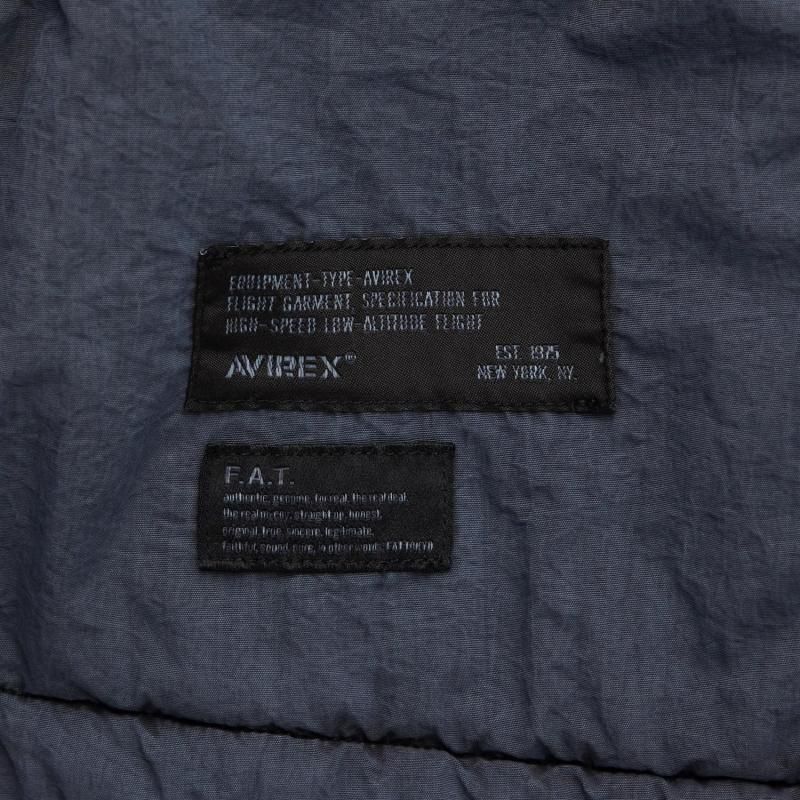 EQUIPMENT-TYPE-AVIREX
FLIGHT GARMENT, SPECIFICATION FOR
HIGH-SPEED LOW-ALTITUDE FLIGHT
AVIREX®
EST. 1975
NEW YORK, NY.
F.A.T.
authentic, genuine, for real, the real deal,
the real mccoy, straight up, honest,
original, true, sincere, legitimate,
faithful, sound, pure, in other words: FAT TOKYO